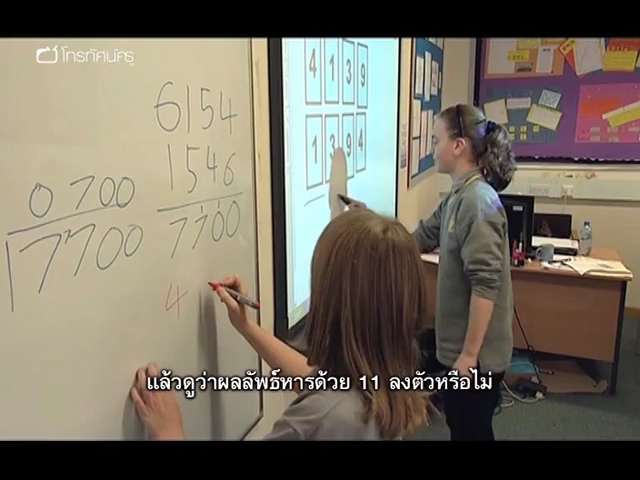 โทรทัศน์ครู
6154
1546
7700
0 700
17700
4
4 1 3 9
1 3 9 4
แล้วดูว่าผลลัพธ์หารด้วย 11 ลงตัวหรือไม่